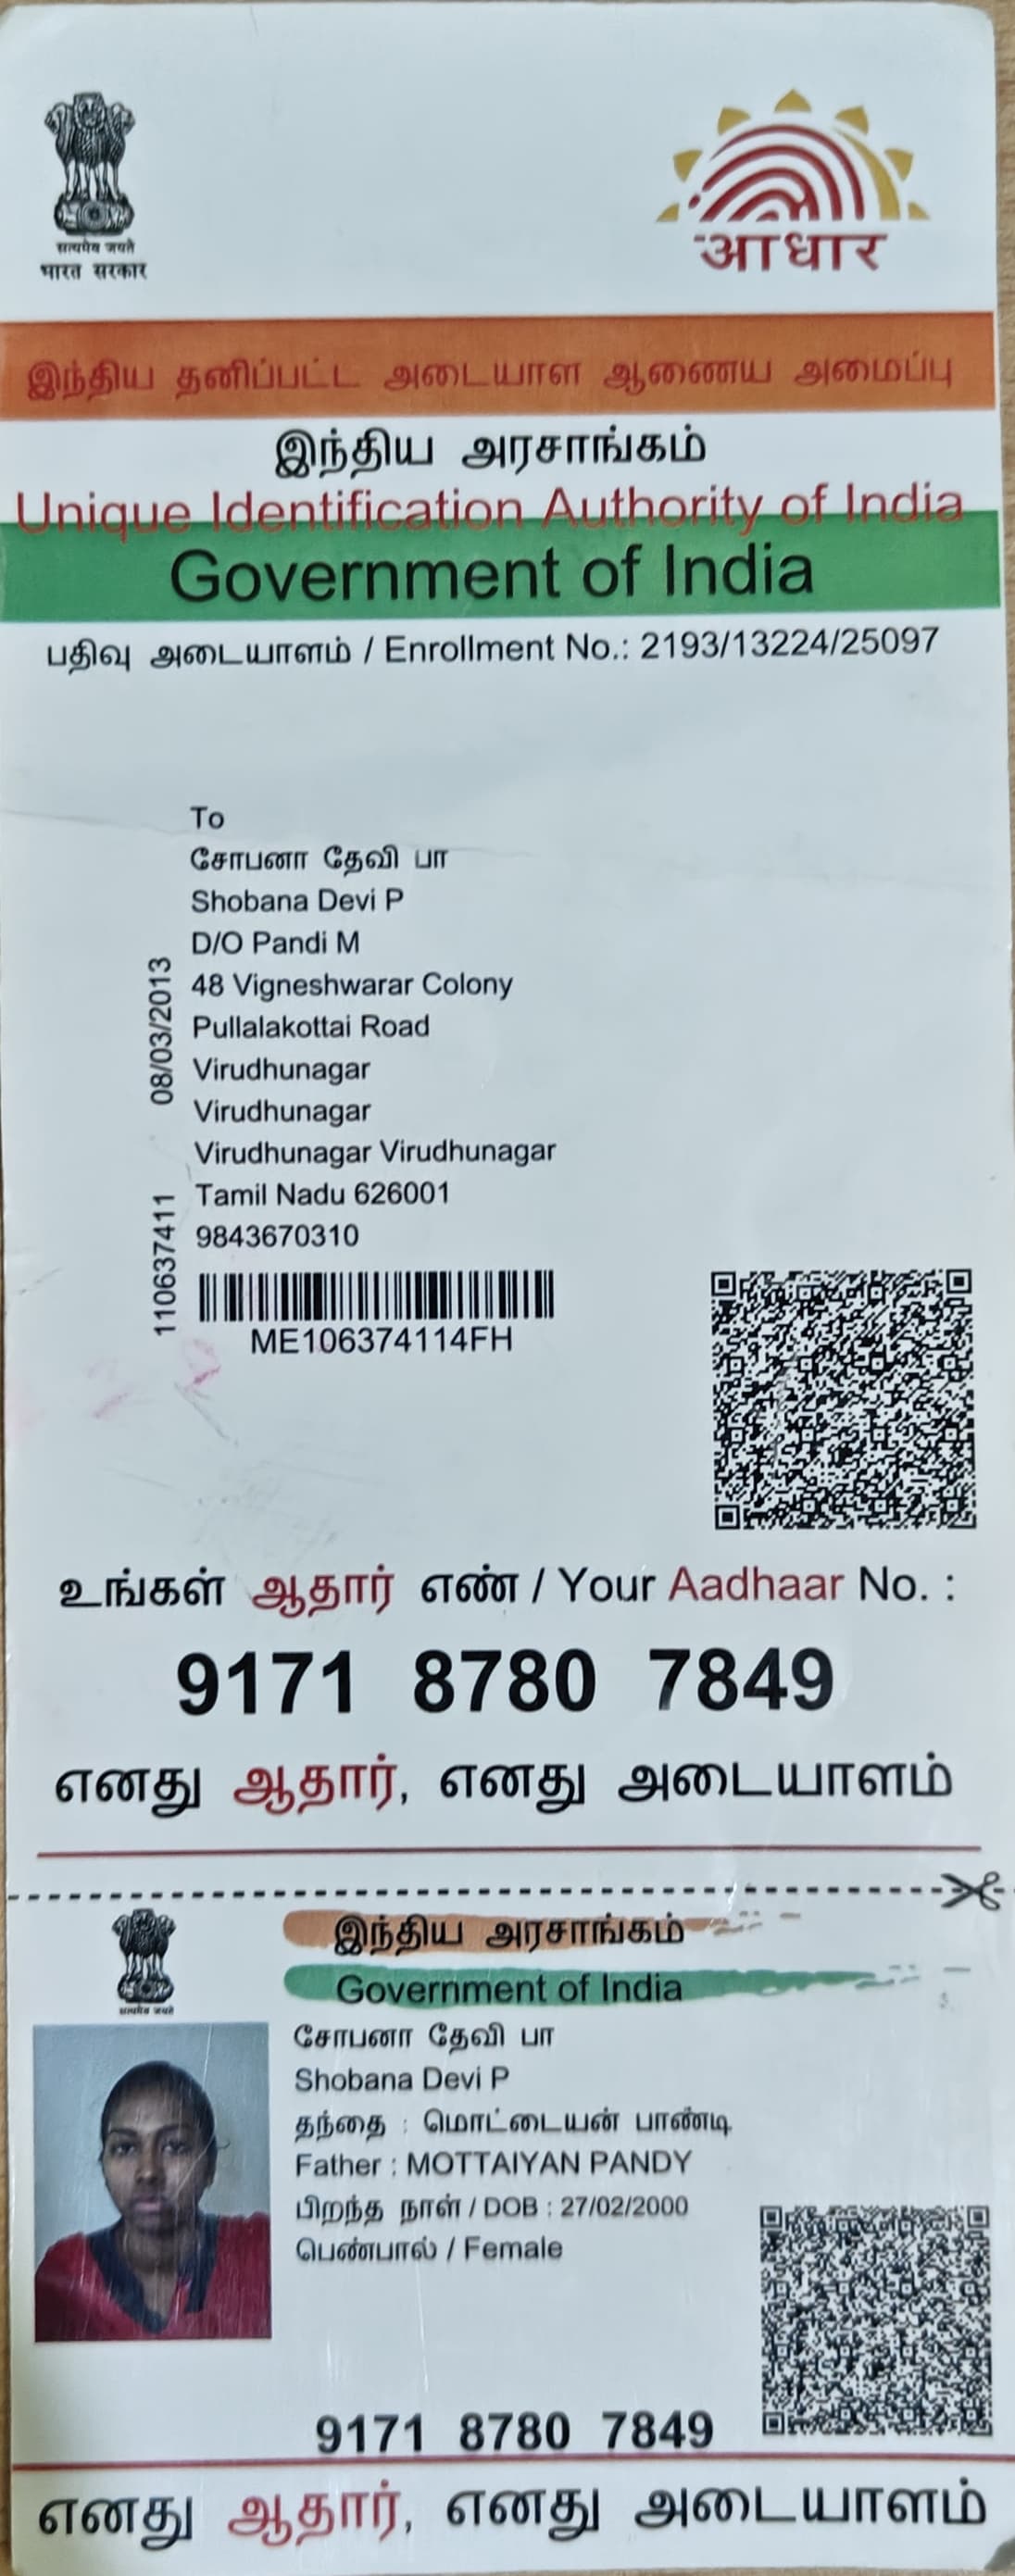 सत्यमेव जयते
भारत सरकार
आधार
இந்திய தனிப்பட்ட அடையாள ஆணைய அமைப்பு
இந்திய அரசாங்கம்
Unique Identification Authority of India
Government of India
பதிவு அடையாளம் / Enrollment No.: 2193/13224/25097
To
சோபனா தேவி பா
Shobana Devi P
D/O Pandi M
48 Vigneshwarar Colony
Pullalakottai Road
Virudhunagar
Virudhunagar
Virudhunagar Virudhunagar
Tamil Nadu 626001
9843670310
08/03/2013
110637411
ME106374114FH
உங்கள் ஆதார் எண் / Your Aadhaar No. :
9171 8780 7849
எனது ஆதார், எனது அடையாளம்
இந்திய அரசாங்கம்
Government of India
सत्यमेव जयते
சோபனா தேவி பா
Shobana Devi P
தந்தை : மொட்டையன் பாண்டி
Father : MOTTAIYAN PANDY
பிறந்த நாள் / DOB : 27/02/2000
பெண்பால் / Female
9171 8780 7849
எனது ஆதார், எனது அடையாளம்